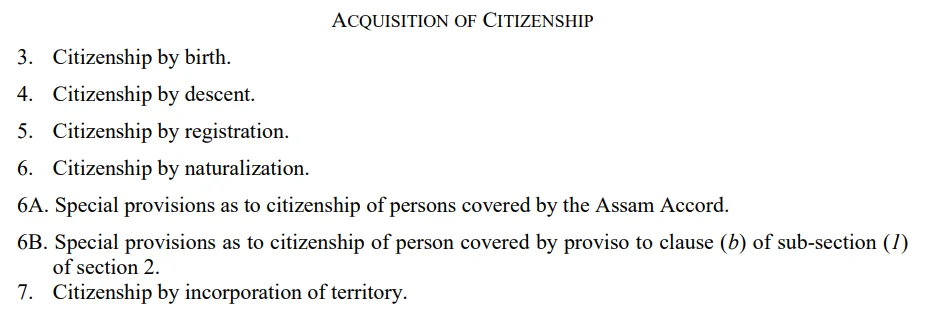 ACQUISITION OF CITIZENSHIP
3. Citizenship by birth.
4. Citizenship by descent.
5. Citizenship by registration.
6. Citizenship by naturalization.
6A. Special provisions as to citizenship of persons covered by the Assam Accord.
6B. Special provisions as to citizenship of person covered by proviso to clause (b) of sub-section (1)
of section 2.
7. Citizenship by incorporation of territory.